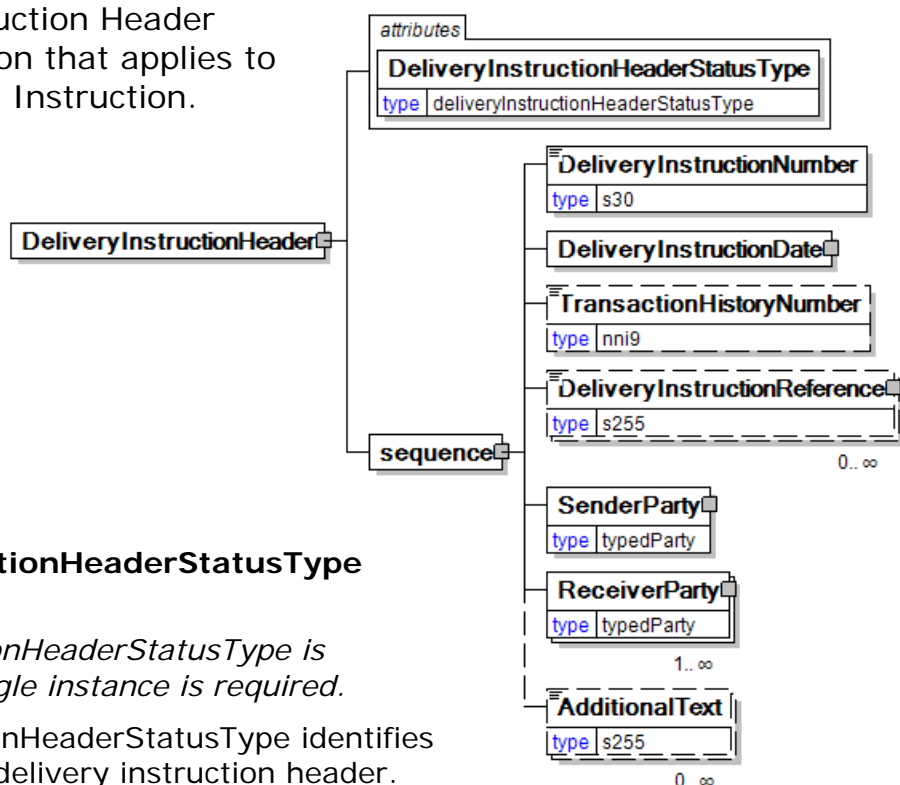 uction Header
on that applies to
Instruction.
attributes
DeliveryInstructionHeaderStatusType
type deliveryInstructionHeaderStatusType
DeliveryInstructionNumber
type s30
DeliveryInstructionHeader
DeliveryInstructionDate
TransactionHistoryNumber
type nni9
DeliveryInstructionReference
type s255
0.. ∞
sequence
SenderParty
type typedParty
ReceiverParty
type typedParty
1.. ∞
AdditionalText
type s255
0.. ∞
tionHeaderStatusType
onHeaderStatusType is
gle instance is required.
onHeaderStatusType identifies
delivery instruction header.